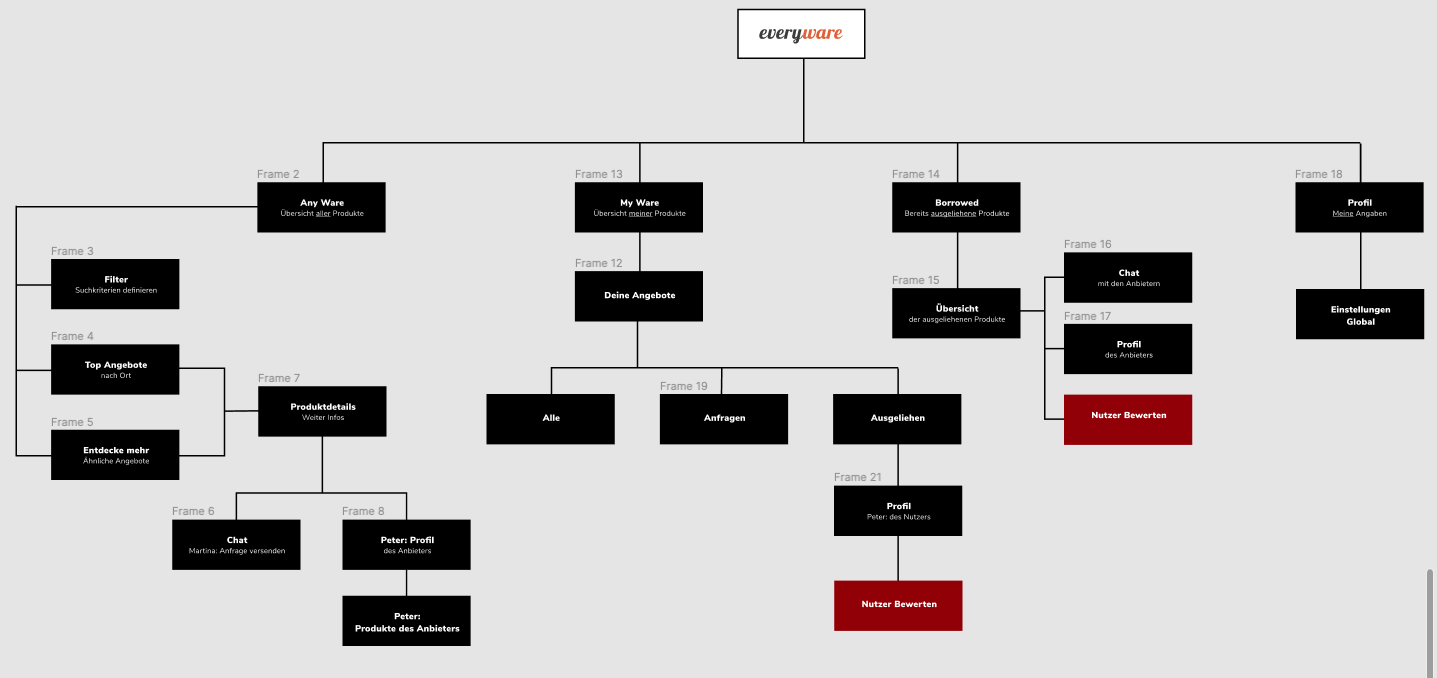 everyware
Frame 2
Any Ware
Übersicht aller Produkte
Frame 3
Filter
Suchkriterien definieren
Frame 4
Top Angebote
nach Ort
Frame 5
Entdecke mehr
Ähnliche Angebote
Frame 7
Produktdetails
Weiter Infos
Frame 6
Chat
Martina: Anfrage versenden
Frame 8
Peter: Profil
des Anbieters
Peter:
Produkte des Anbieters
Frame 13
My Ware
Übersicht meiner Produkte
Frame 12
Deine Angebote
Alle
Frame 19
Anfragen
Ausgeliehen
Frame 21
Profil
Peter: des Nutzers
Nutzer Bewerten
Frame 14
Borrowed
Bereits ausgeliehene Produkte
Frame 15
Übersicht
der ausgeliehenen Produkte
Frame 16
Chat
mit den Anbietern
Frame 17
Profil
des Anbieters
Nutzer Bewerten
Frame 18
Profil
Meine Angaben
Einstellungen
Global